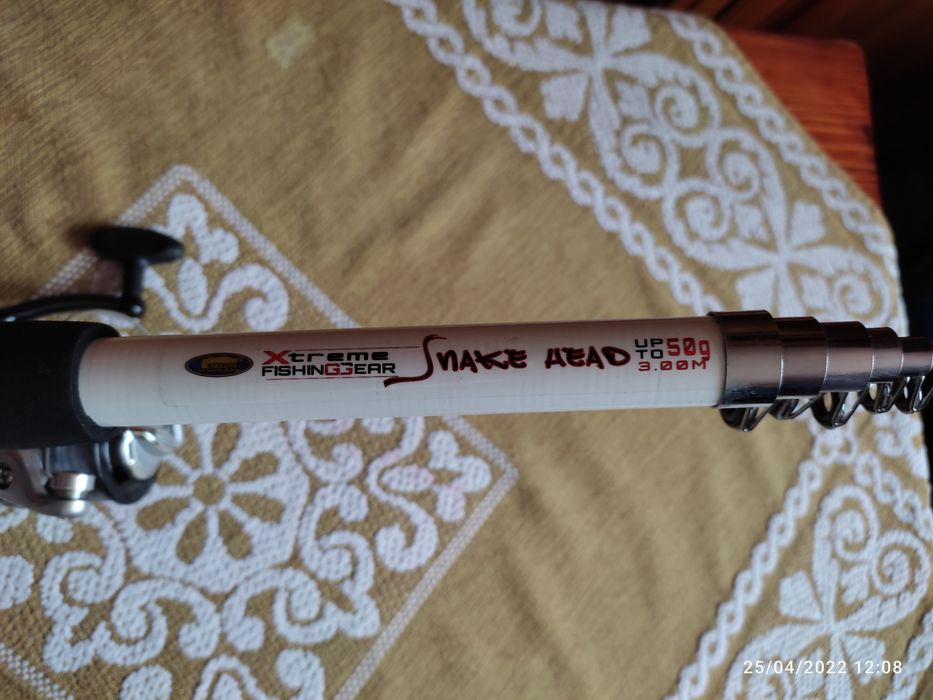 Xtreme
FISHINGGEAR
SNAKE HEAD
UP
TO 50g
3.00M
25/04/2022 12:08